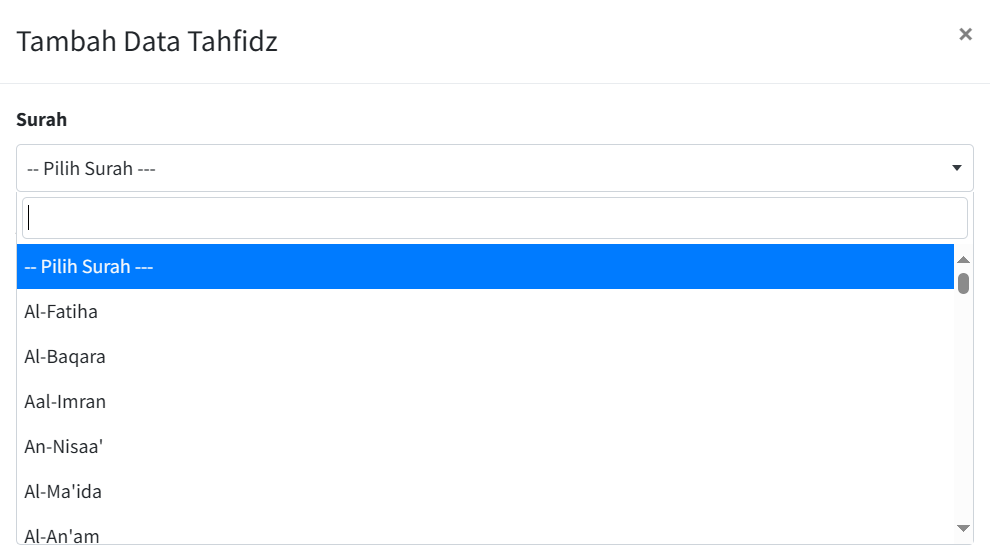 Tambah Data Tahfidz
×
Surah
-- Pilih Surah ---
-- Pilih Surah ---
Al-Fatiha
Al-Baqara
Aal-Imran
An-Nisaa'
Al-Ma'ida
Al-An'am